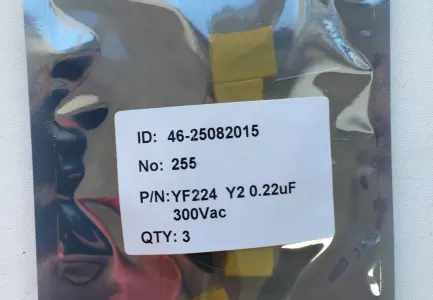 ID: 46-25082015
No: 255
P/N:YF224 Y2 0.22uF
300Vac
QTY: 3